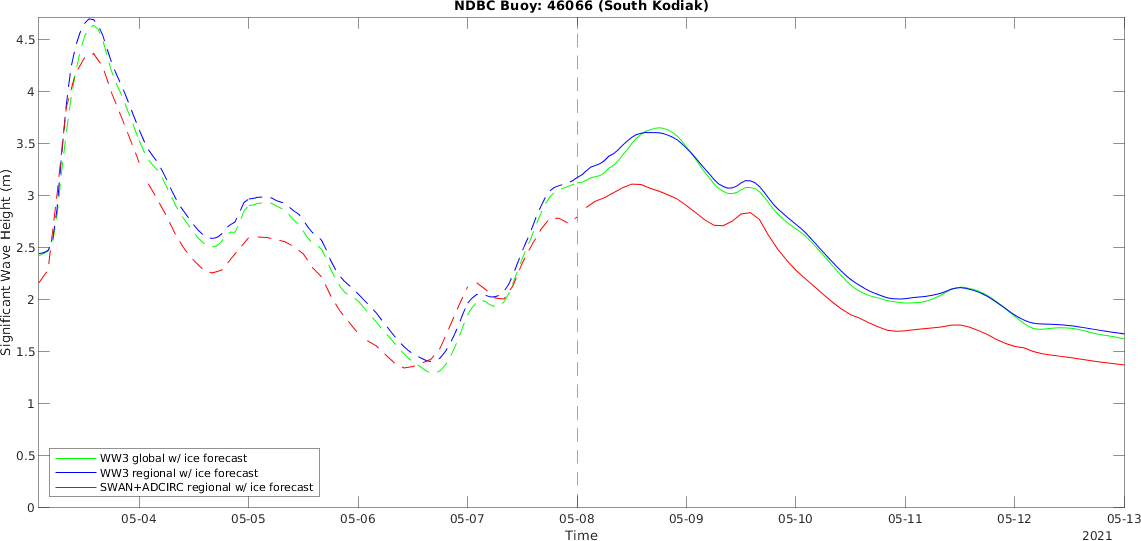 NDBC Buoy: 46066 (South Kodiak)
4.5
4
3.5
3
2.5
2
1.5
1
0.5
0
Significant Wave Height (m)
WW3 global w/ ice forecast
WW3 regional w/ ice forecast
SWAN+ADCIRC regional w/ ice forecast
05-04 05-05 05-06 05-07 05-08 05-09 05-10 05-11 05-12 05-13
Time
2021